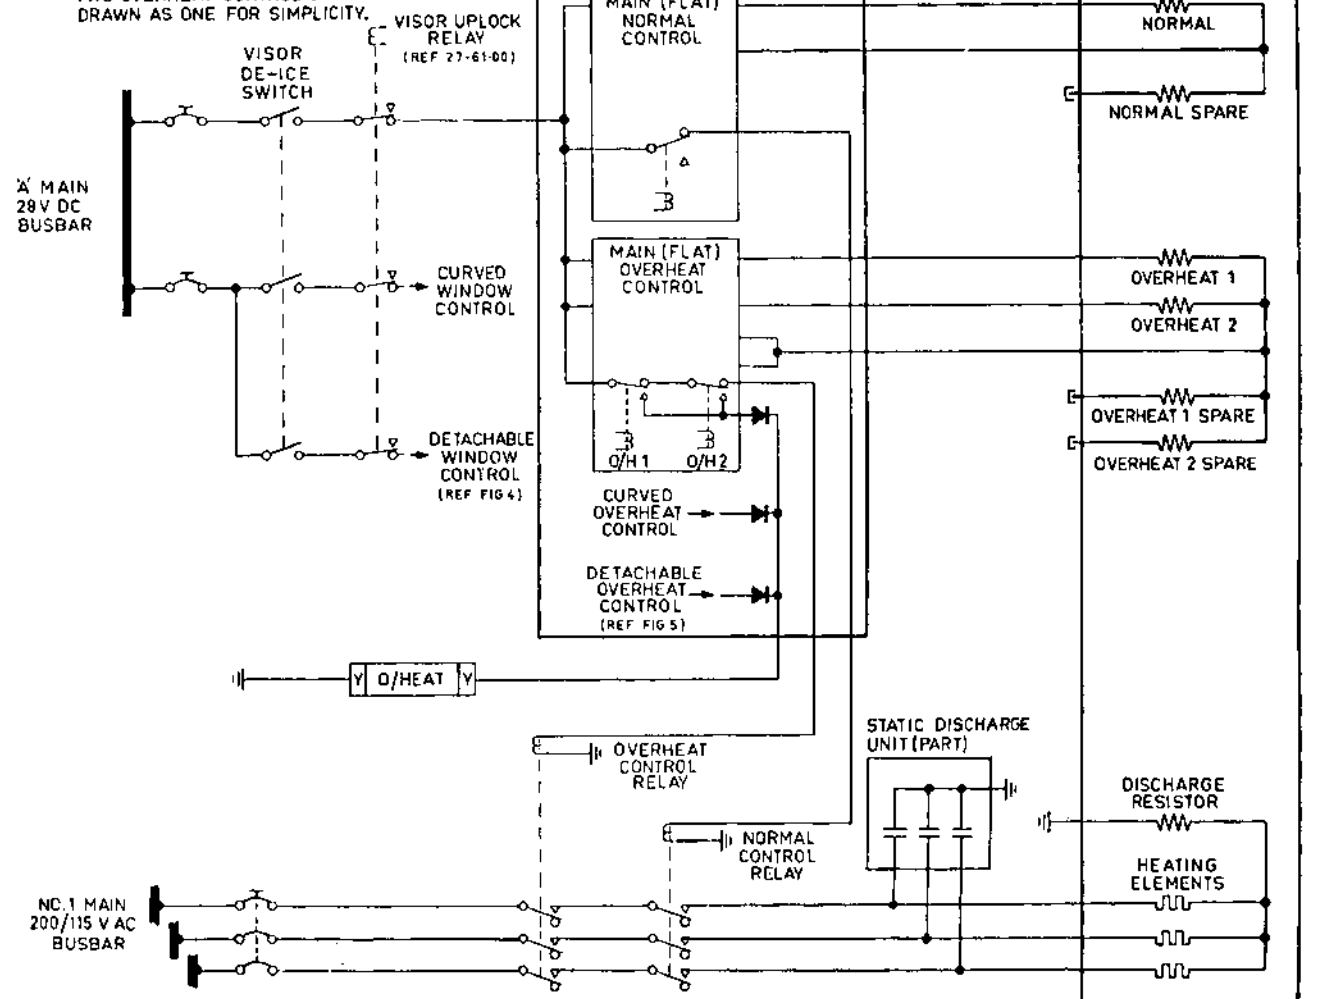 DRAWN AS ONE FOR SIMPLICITY.
VISOR UPLOCK
RELAY
(REF 27-61-00)
VISOR
DE-ICE
SWITCH
'A' MAIN
28V DC
BUSBAR
CURVED
WINDOW
CONTROL
DETACHABLE
WINDOW
CONTROL
(REF FIG 4)
MAIN (FLAT)
NORMAL
CONTROL
MAIN (FLAT)
OVERHEAT
CONTROL
O/H 1
O/H 2
CURVED
OVERHEAT
CONTROL
DETACHABLE
OVERHEAT
CONTROL
(REF FIG 5)
NORMAL
NORMAL SPARE
OVERHEAT 1
OVERHEAT 2
OVERHEAT 1 SPARE
OVERHEAT 2 SPARE
Y O/HEAT Y
OVERHEAT
CONTROL
RELAY
NORMAL
CONTROL
RELAY
STATIC DISCHARGE
UNIT (PART)
DISCHARGE
RESISTOR
HEATING
ELEMENTS
NO.1 MAIN
200/115 V AC
BUSBAR